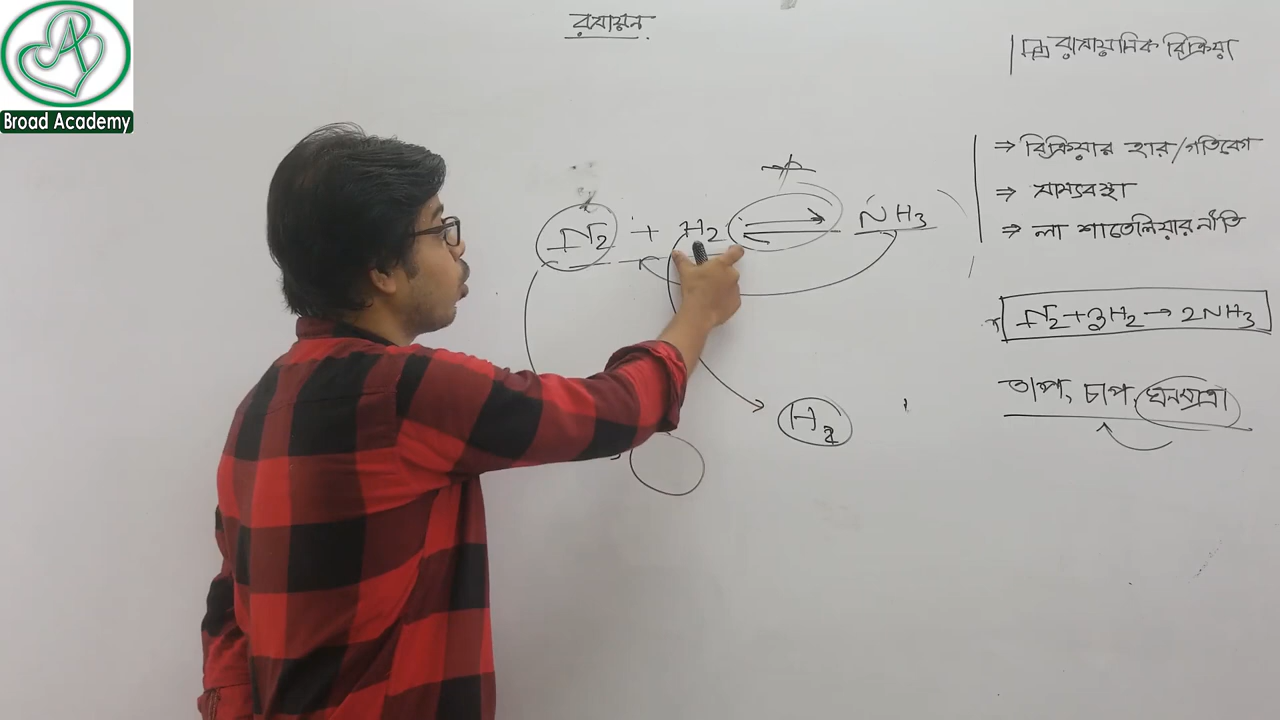 Broad Academy
রসায়ন
রাসায়নিক বিক্রিয়া
⇒ বিক্রিয়ার হার/গতিবেগ
⇒ সাম্যবস্থা
⇒ লা শাতেলিয়ার নীতি
N2 + H2 ⇌ NH3
N2+3H2→2NH3
তাপ, চাপ, ঘনমাত্রা
H2